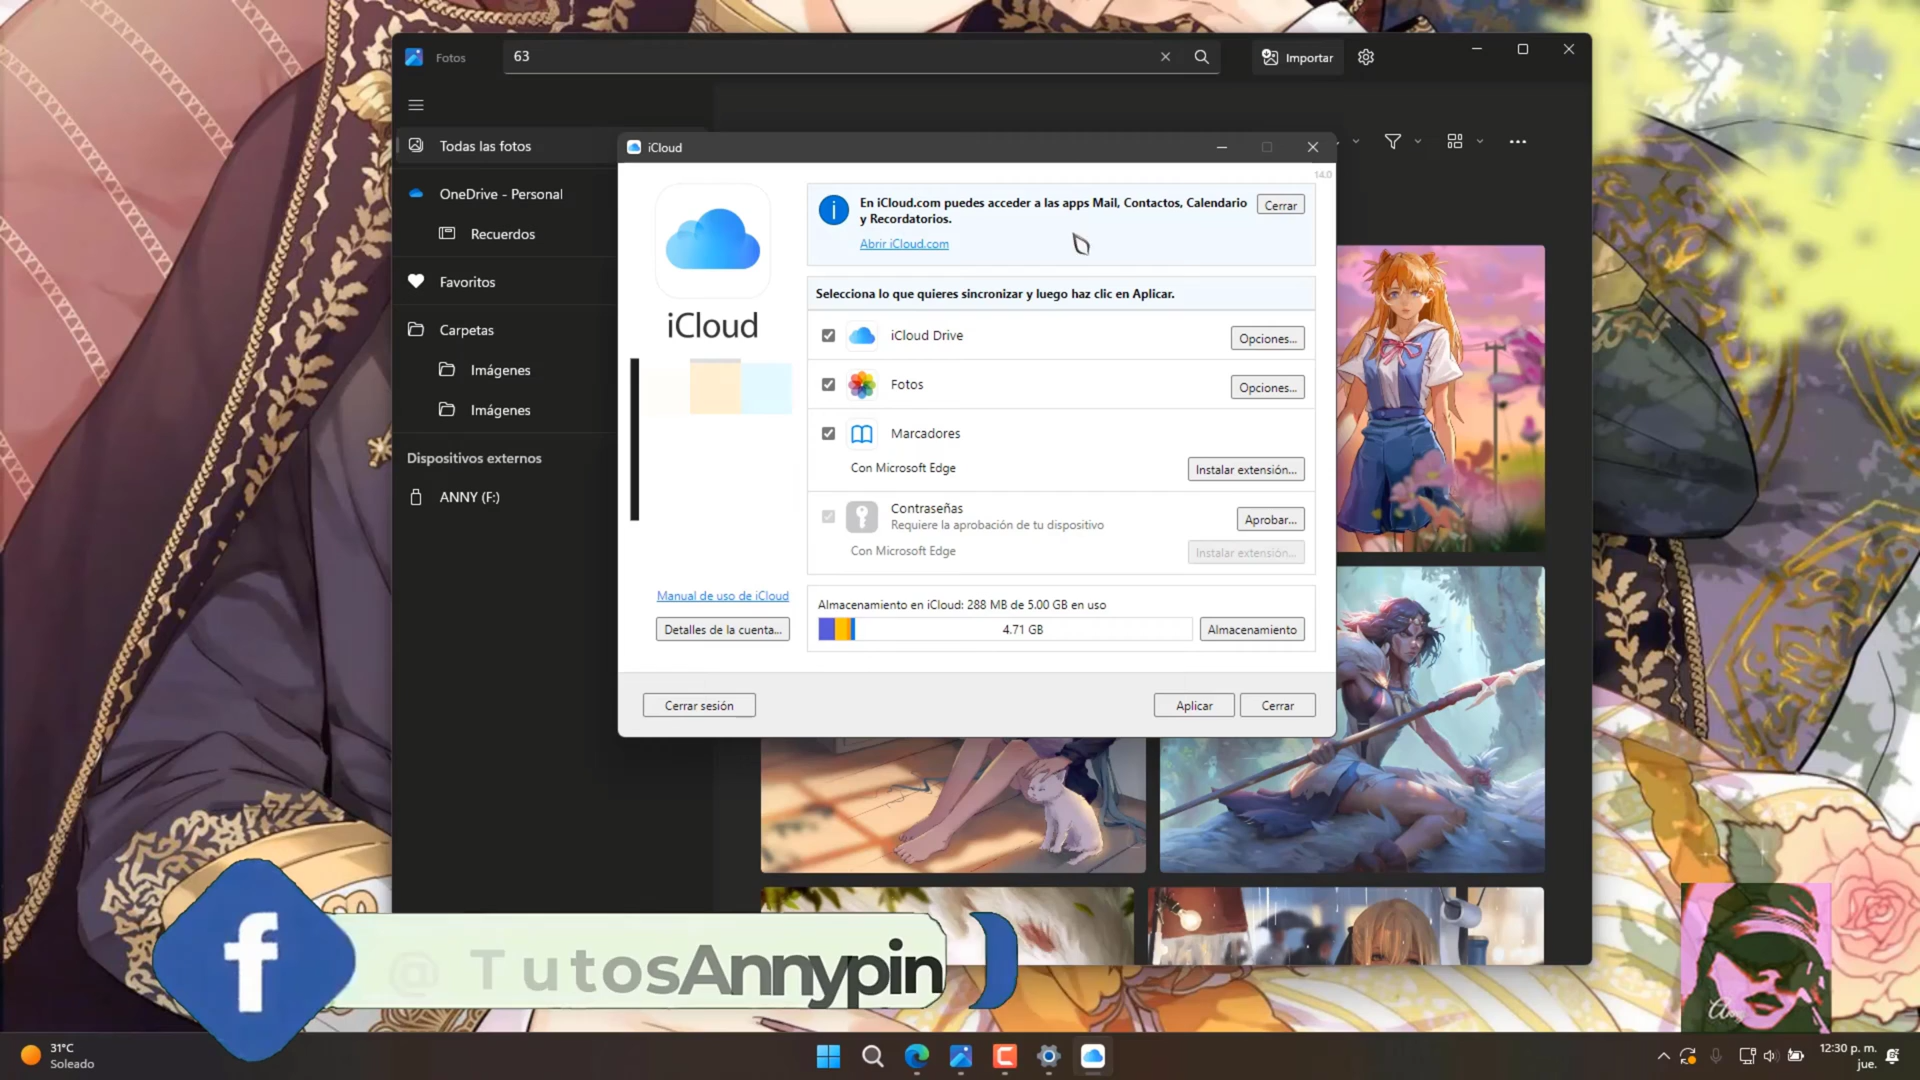 Fotos
63
Importar
Todas las fotos
OneDrive - Personal
Recuerdos
Favoritos
Carpetas
Imágenes
Imágenes
Dispositivos externos
ANNY (F:)
iCloud
14.0
iCloud
En iCloud.com puedes acceder a las apps Mail, Contactos, Calendario
y Recordatorios.
Cerrar
Abrir iCloud.com
Selecciona lo que quieres sincronizar y luego haz clic en Aplicar.
iCloud Drive
Opciones...
Fotos
Opciones...
Marcadores
Con Microsoft Edge
Instalar extensión...
Contraseñas
Requiere la aprobación de tu dispositivo
Aprobar...
Con Microsoft Edge
Instalar extensión...
Manual de uso de iCloud
Detalles de la cuenta...
Almacenamiento en iCloud: 288 MB de 5.00 GB en uso
4.71 GB
Almacenamiento
Cerrar sesión
Aplicar
Cerrar
@TutosAnnypin
31°C
Soleado
12:30 p. m.
jue.